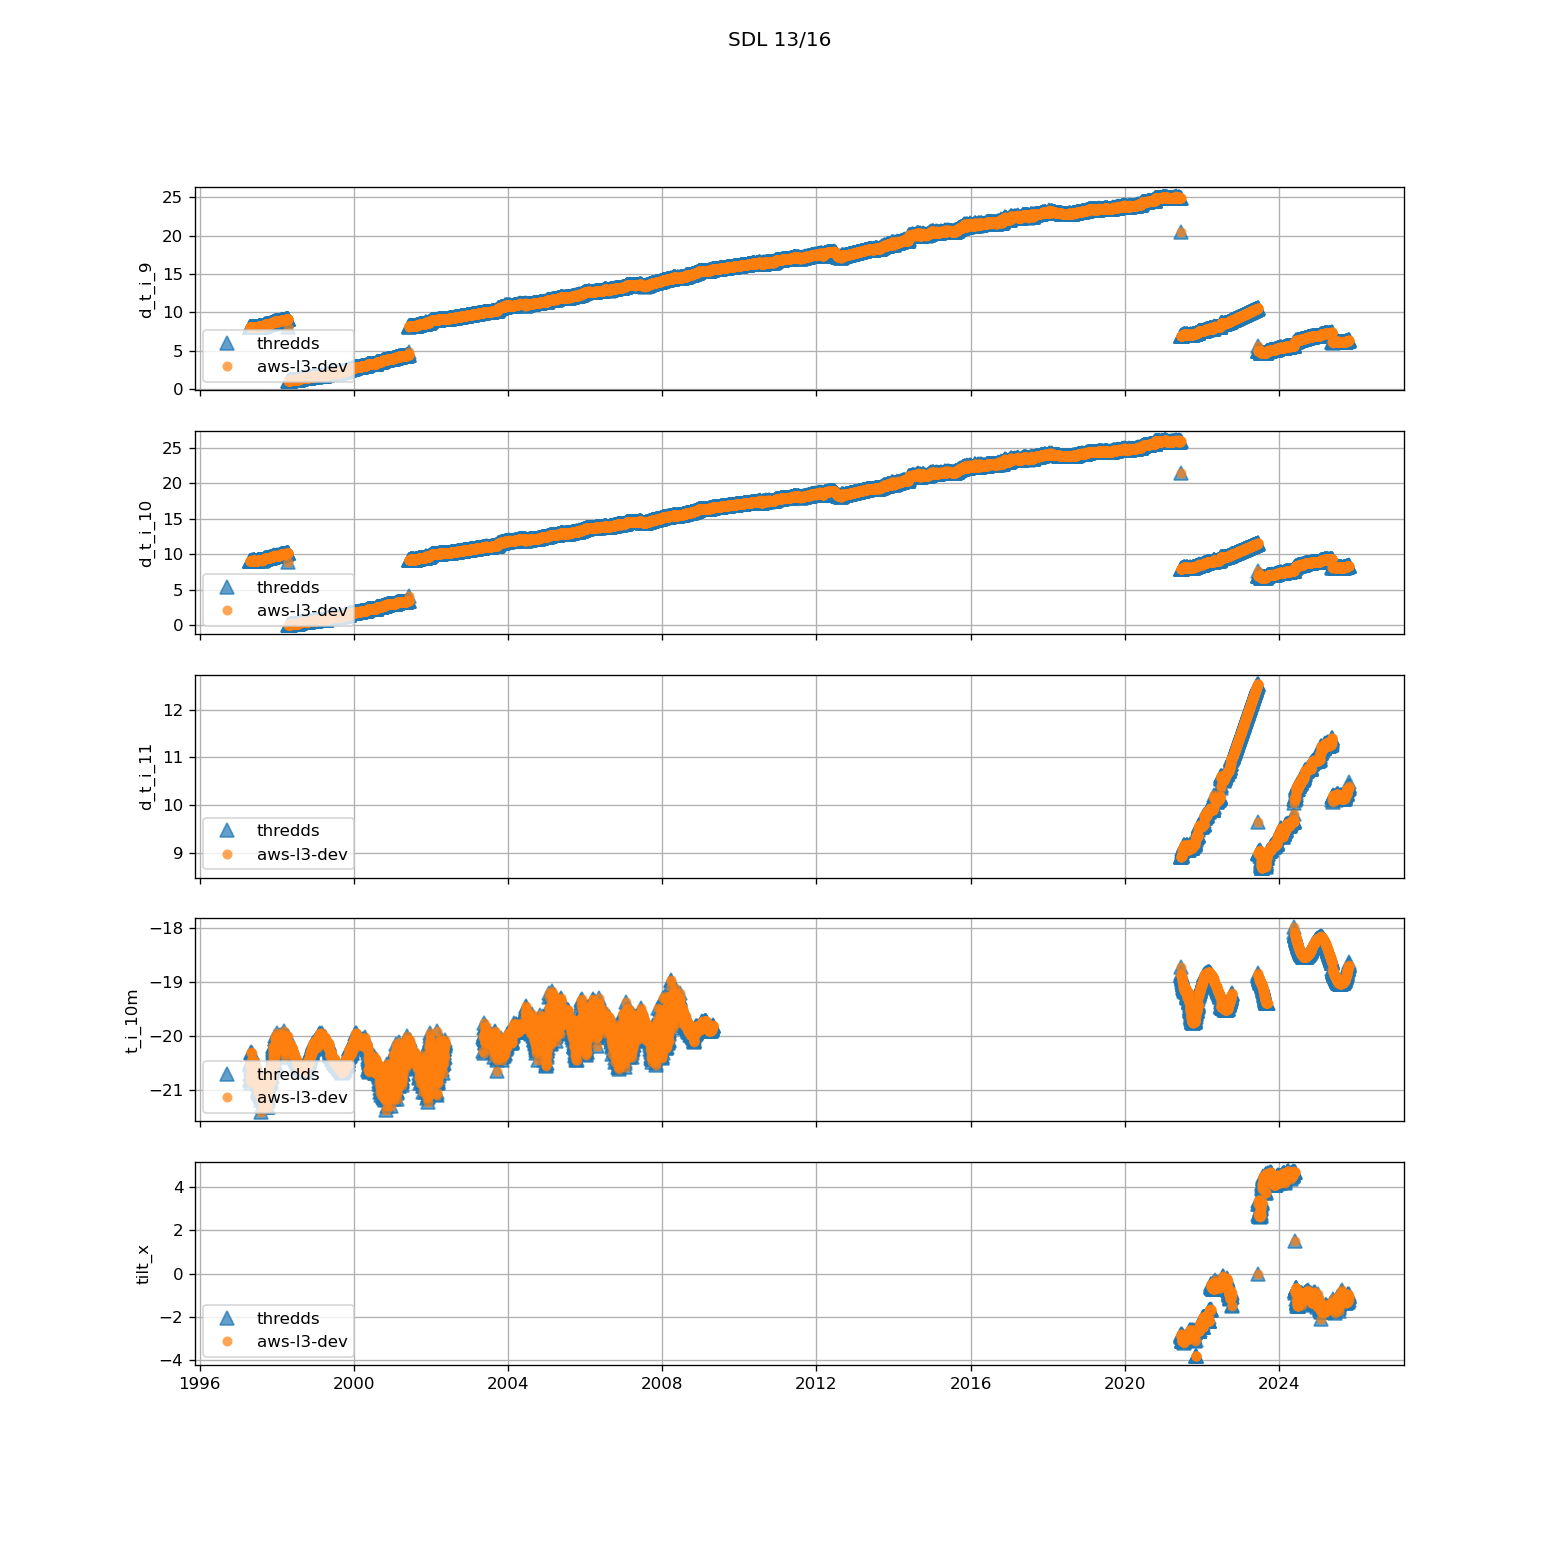 SDL 13/16
25
20
15
10
5
0
d_t_i_9
thredds
aws-l3-dev
25
20
15
10
5
0
d_t_i_10
thredds
aws-l3-dev
12
11
10
9
d_t_i_11
thredds
aws-l3-dev
−18
−19
−20
−21
t_i_10m
thredds
aws-l3-dev
4
2
0
−2
−4
tilt_x
thredds
aws-l3-dev
1996 2000 2004 2008 2012 2016 2020 2024